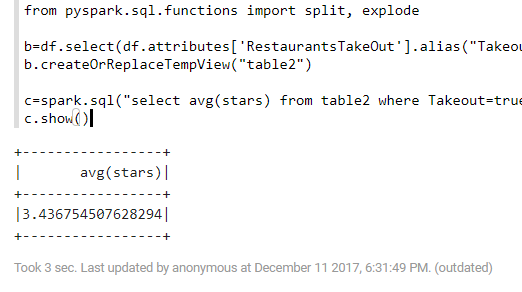 from pyspark.sql.functions import split, explode
b=df.select(df.attributes['RestaurantsTakeOut'].alias("Takeou
b.createOrReplaceTempView("table2")
c=spark.sql("select avg(stars) from table2 where Takeout=true
c.show()
+-----------------+
|       avg(stars)|
+-----------------+
|3.436754507628294|
+-----------------+
Took 3 sec. Last updated by anonymous at December 11 2017, 6:31:49 PM. (outdated)